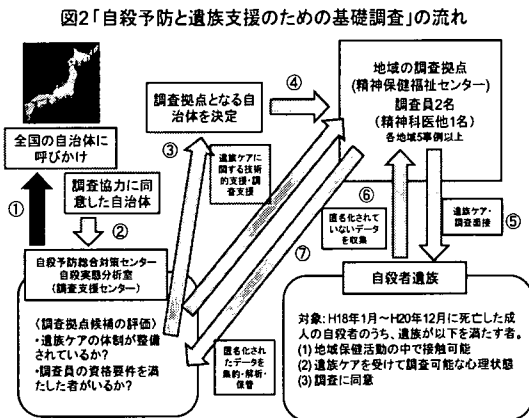 図2「自殺予防と遺族支援のための基礎調査」の流れ
全国の自治体に
呼びかけ
①
調査協力に同
意した自治体
②
自殺予防総合対策センター
自殺実態分析室
(調査支援センター)
〈調査拠点候補の評価〉
・遺族ケアの体制が整備
されているか?
・調査員の資格要件を満
たした者がいるか?
③
調査拠点となる自
治体を決定
④
遺族ケアに
関する技術
的支援・調
査支援
地域の調査拠点
(精神保健福祉センター)
調査員2名
(精神科医他1名)
各地域5事例以上
⑥
匿名化されて
いないデータ
を収集
遺族ケア・
調査面接
⑤
⑦
匿名化され
たデータを
集約・解析・
保管
自殺者遺族
対象:H18年1月~H20年12月に死亡した成
人の自殺者のうち、遺族が以下を満たす者。
(1)地域保健活動の中で接触可能
(2)遺族ケアを受けて調査可能な心理状態
(3)調査に同意